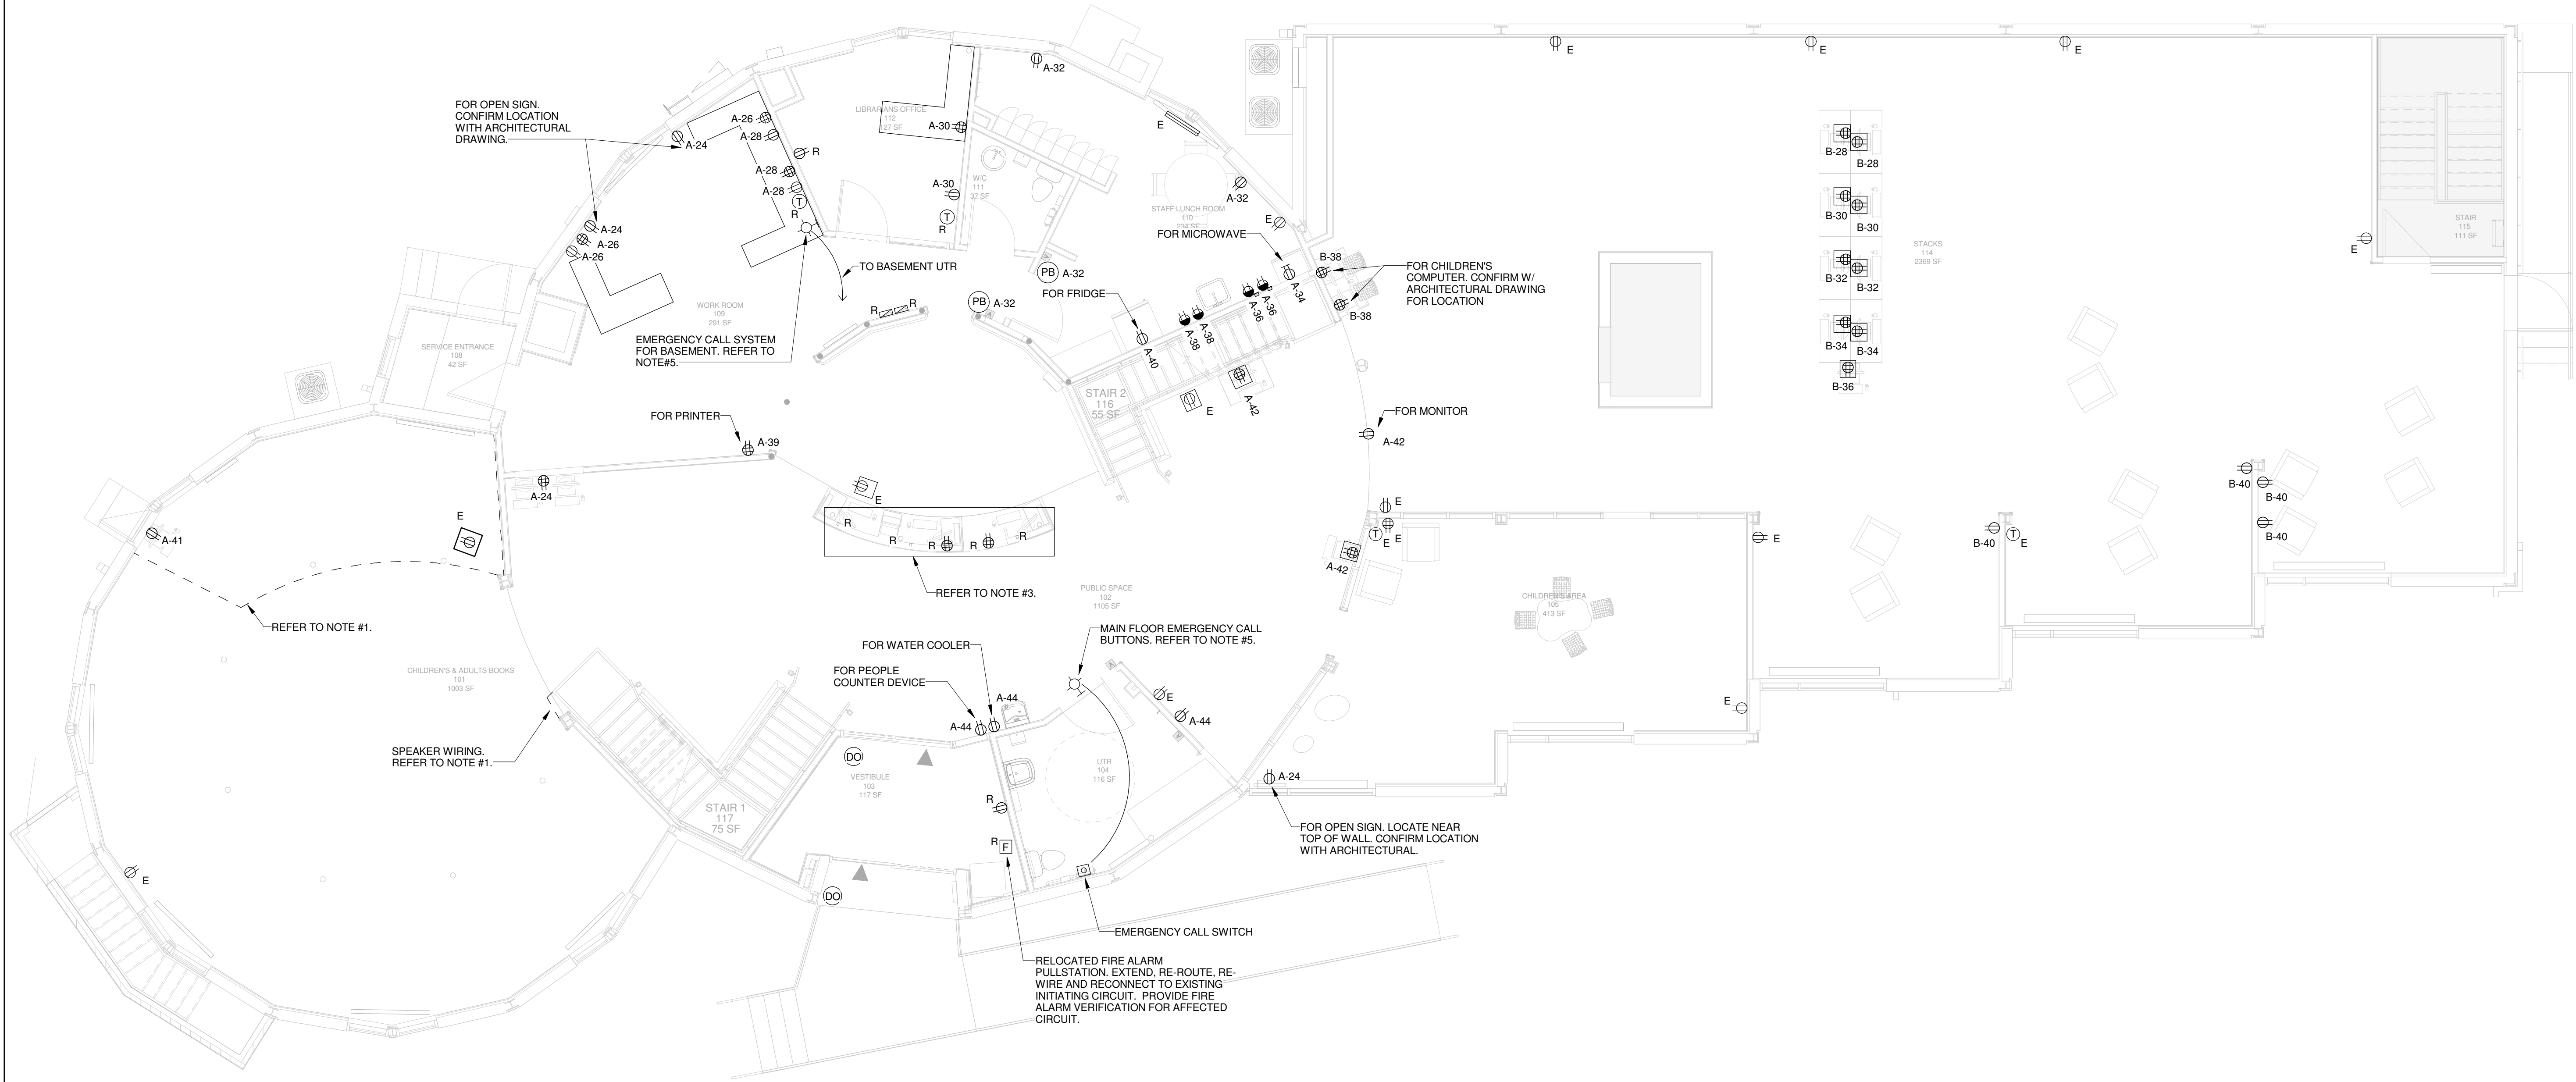 FOR OPEN SIGN.
CONFIRM LOCATION
WITH ARCHITECTURAL
DRAWING.
A-24
A-24
A-26
A-26
A-26
A-28
A-28
A-28
R
T
R
LIBRARIANS OFFICE
112
127 SF
A-30
A-30
T
R
W/C
111
37 SF
A-32
E
STAFF LUNCH ROOM
110
234 SF
A-32
E
FOR MICROWAVE
A-34
PB
A-32
PB
A-32
FOR FRIDGE
A-40
A-38
A-38
A-36
A-36
B-38
B-38
FOR CHILDREN'S
COMPUTER. CONFIRM W/
ARCHITECTURAL DRAWING
FOR LOCATION
TO BASEMENT UTR
R
R
WORK ROOM
109
291 SF
EMERGENCY CALL SYSTEM
FOR BASEMENT. REFER TO
NOTE#5.
SERVICE ENTRANCE
108
42 SF
STAIR 2
116
55 SF
A-42
E
FOR MONITOR
A-42
FOR PRINTER
A-39
A-24
E
E
A-41
REFER TO NOTE #1.
R
R
R
R
R
REFER TO NOTE #3.
E
E
E
E
STACKS
114
2369 SF
B-28
B-28
B-30
B-30
B-32
B-32
B-34
B-34
B-36
STAIR
115
111 SF
B-40
B-40
B-40
B-40
T
E
E
T
E
E
E
A-42
PUBLIC SPACE
102
1105 SF
CHILDREN'S AREA
105
413 SF
E
MAIN FLOOR EMERGENCY CALL
BUTTONS. REFER TO NOTE #5.
FOR WATER COOLER
FOR PEOPLE
COUNTER DEVICE
A-44
A-44
E
A-44
CHILDREN'S & ADULTS BOOKS
101
1003 SF
SPEAKER WIRING.
REFER TO NOTE #1.
DO
VESTIBULE
103
117 SF
UTR
104
116 SF
STAIR 1
117
75 SF
R
R
F
A-24
FOR OPEN SIGN. LOCATE NEAR
TOP OF WALL. CONFIRM LOCATION
WITH ARCHITECTURAL.
E
DO
EMERGENCY CALL SWITCH
RELOCATED FIRE ALARM
PULLSTATION. EXTEND, RE-ROUTE, RE-
WIRE AND RECONNECT TO EXISTING
INITIATING CIRCUIT. PROVIDE FIRE
ALARM VERIFICATION FOR AFFECTED
CIRCUIT.